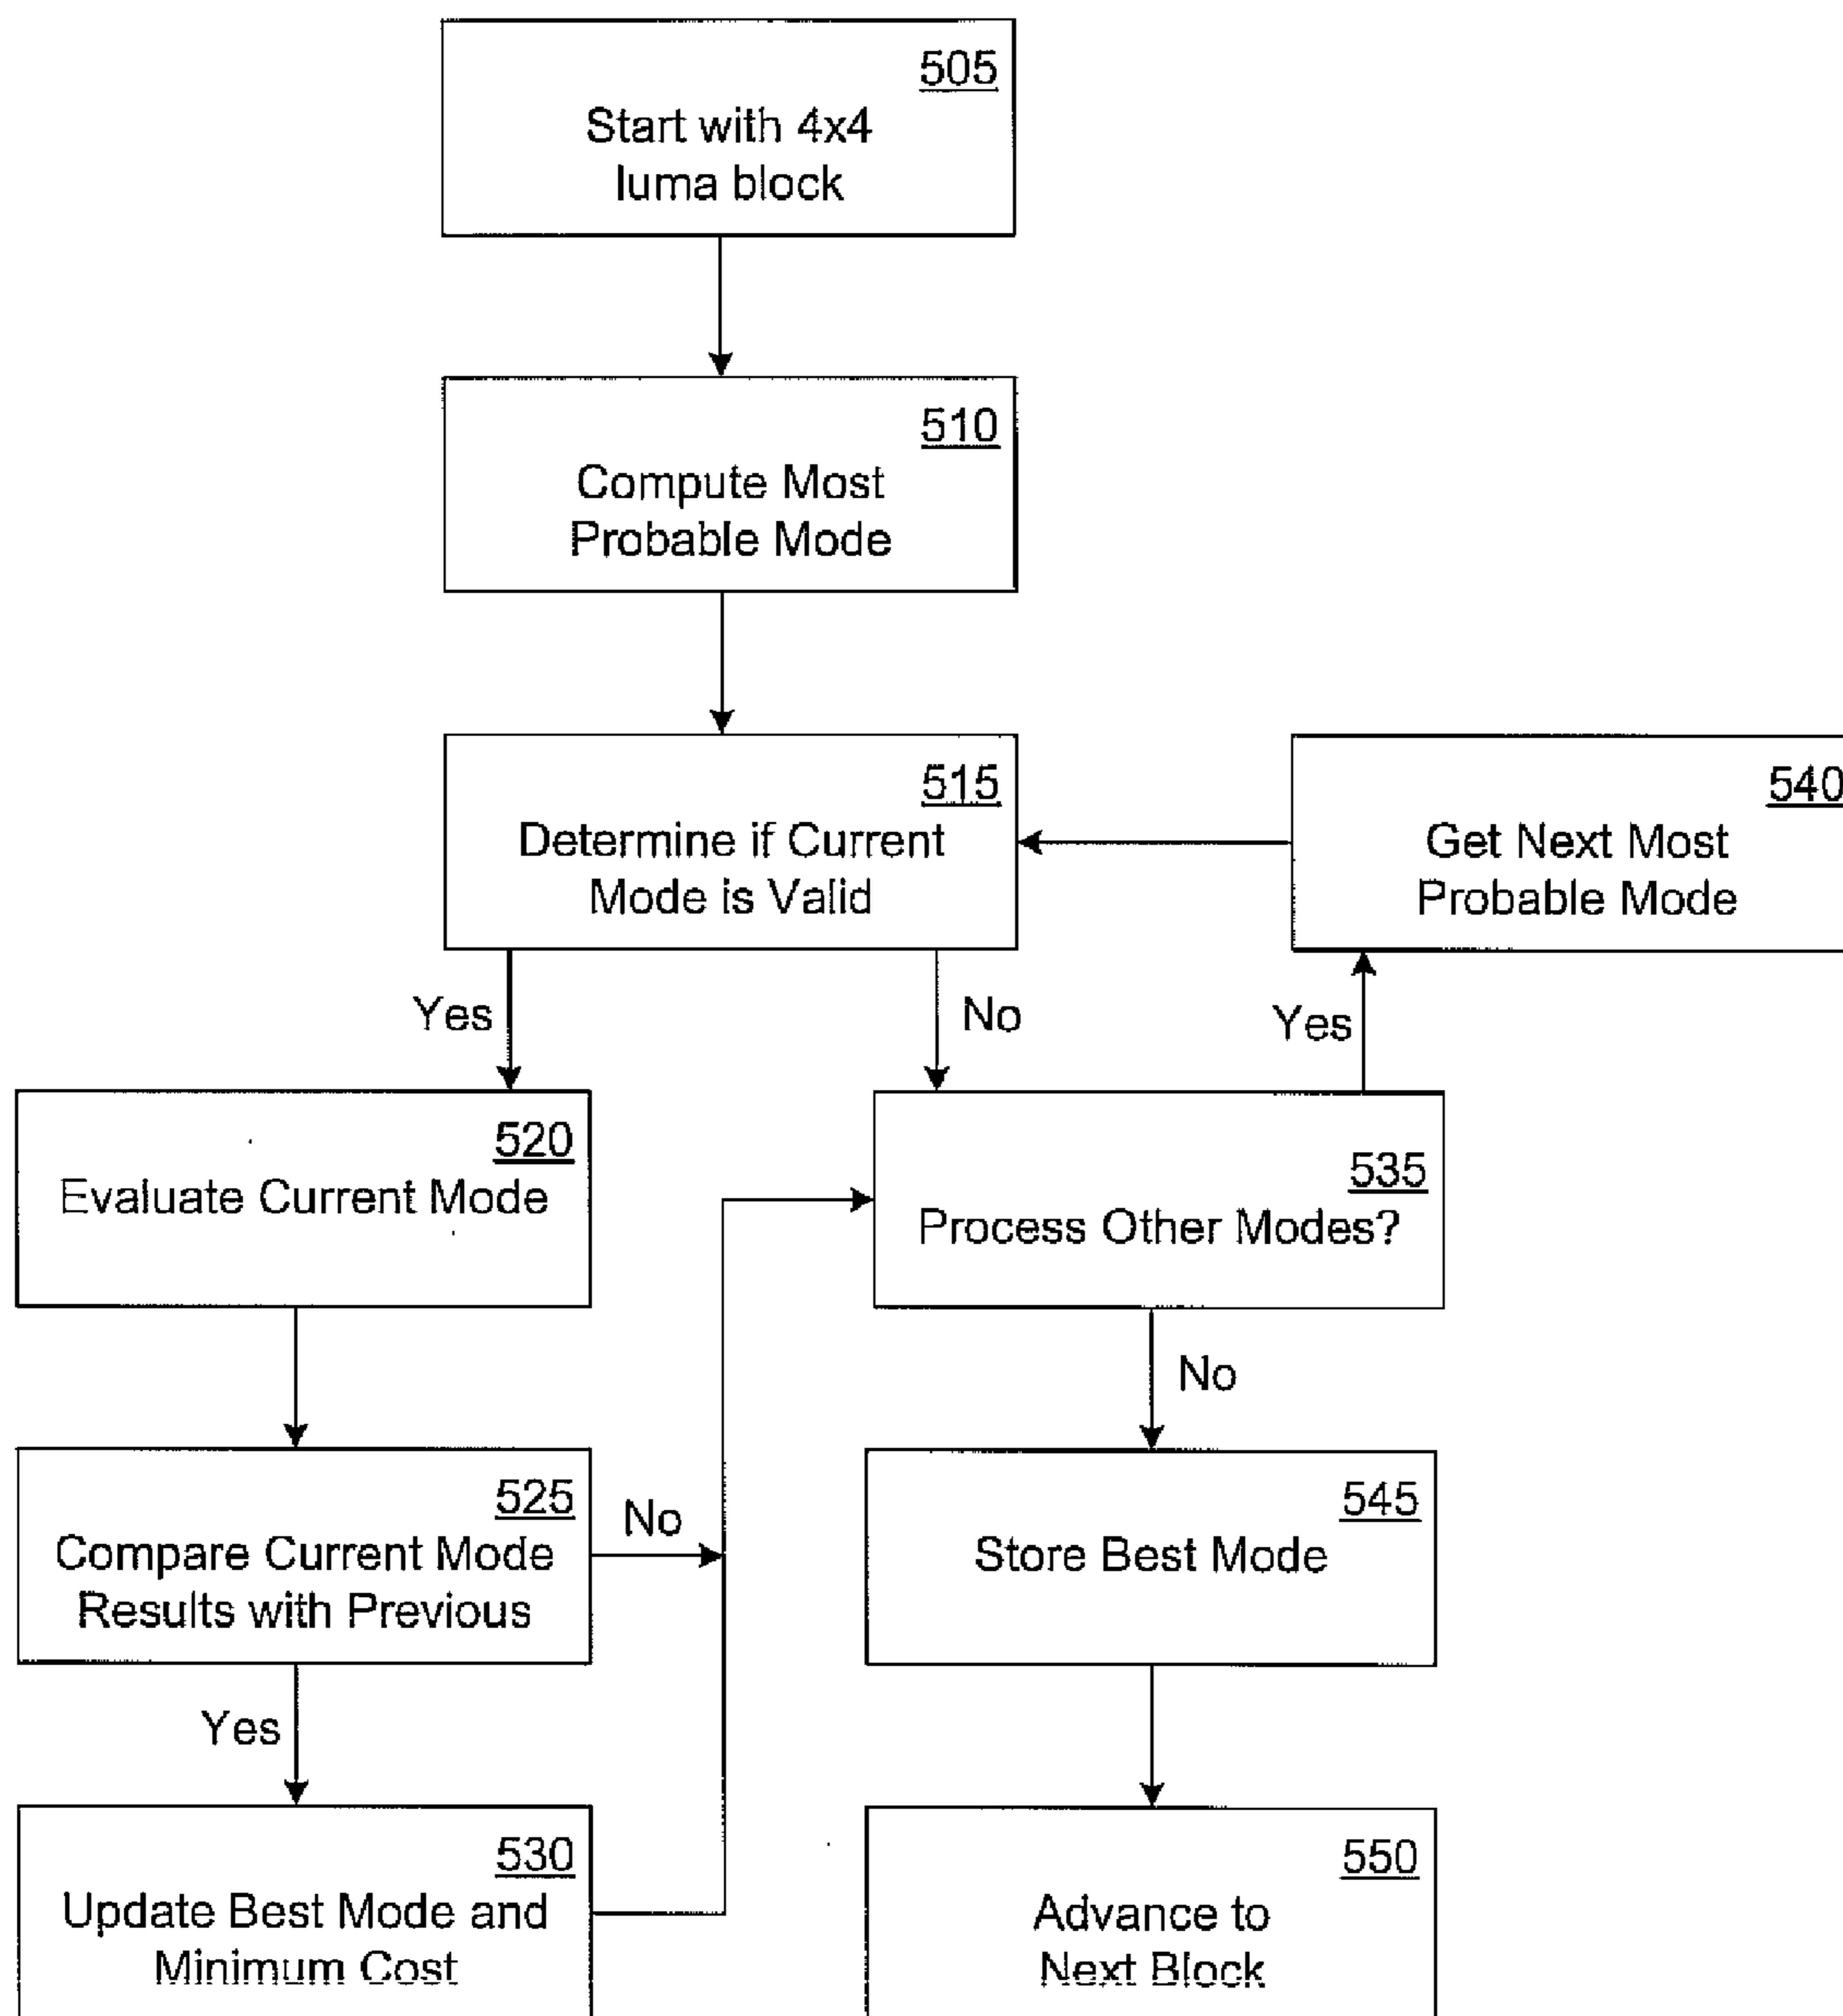 505
Start with 4x4
luma block
510
Compute Most
Probable Mode
515
Determine if Current
Mode is Valid
540
Get Next Most
Probable Mode
Yes
No
Yes
520
Evaluate Current Mode
535
Process Other Modes?
No
525
Compare Current Mode
Results with Previous
No
545
Store Best Mode
Yes
530
Update Best Mode and
Minimum Cost
550
Advance to
Next Block